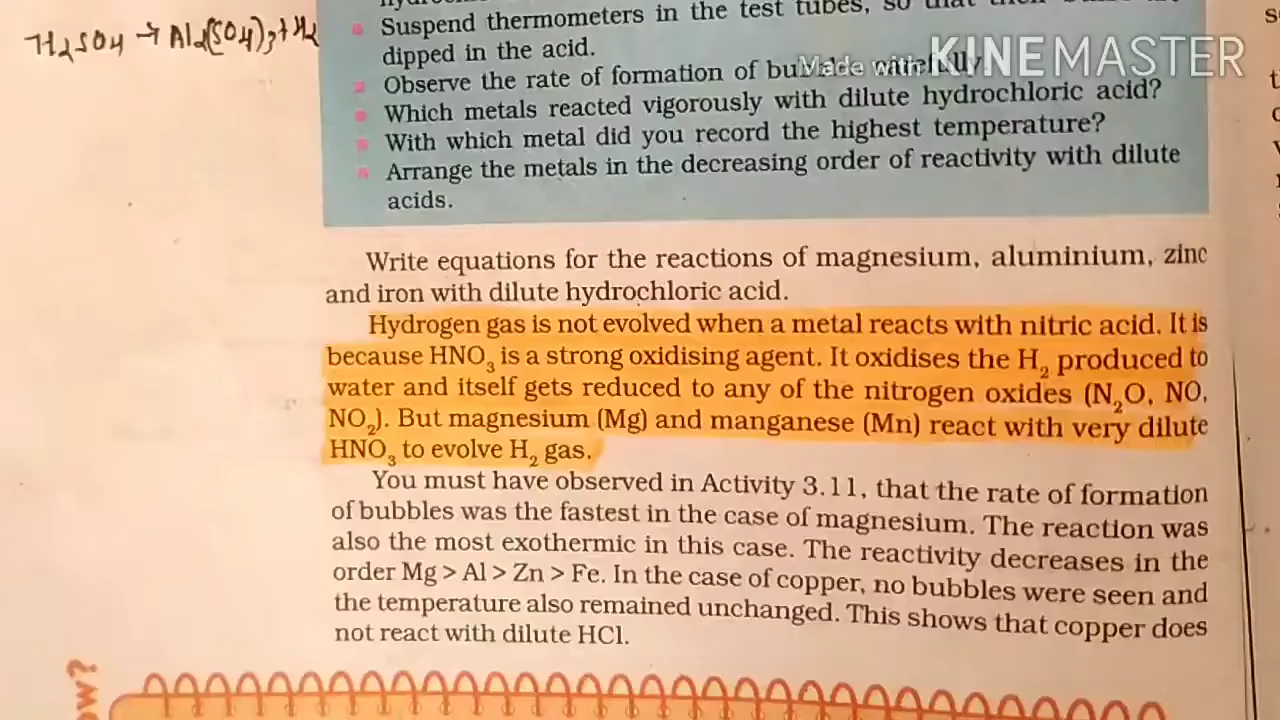 H₂SO₄ → Al₂(SO₄)₃ + H₂
Suspend thermometers in the test tubes, so that their
dipped in the acid.
Made with KINEMASTER
Observe the rate of formation of bubbles carefully.
Which metals reacted vigorously with dilute hydrochloric acid?
With which metal did you record the highest temperature?
Arrange the metals in the decreasing order of reactivity with dilute
acids.
Write equations for the reactions of magnesium, aluminium, zinc
and iron with dilute hydrochloric acid.
Hydrogen gas is not evolved when a metal reacts with nitric acid. It is
because HNO₃ is a strong oxidising agent. It oxidises the H₂ produced to
water and itself gets reduced to any of the nitrogen oxides (N₂O, NO,
NO₂). But magnesium (Mg) and manganese (Mn) react with very dilute
HNO₃ to evolve H₂ gas.
You must have observed in Activity 3.11, that the rate of formation
of bubbles was the fastest in the case of magnesium. The reaction was
also the most exothermic in this case. The reactivity decreases in the
order Mg > Al > Zn > Fe. In the case of copper, no bubbles were seen and
the temperature also remained unchanged. This shows that copper does
not react with dilute HCl.